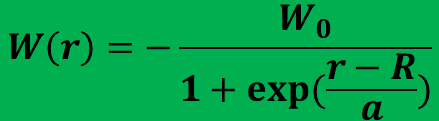 W(r) = − W₀ / (1 + exp((r − R) / a))